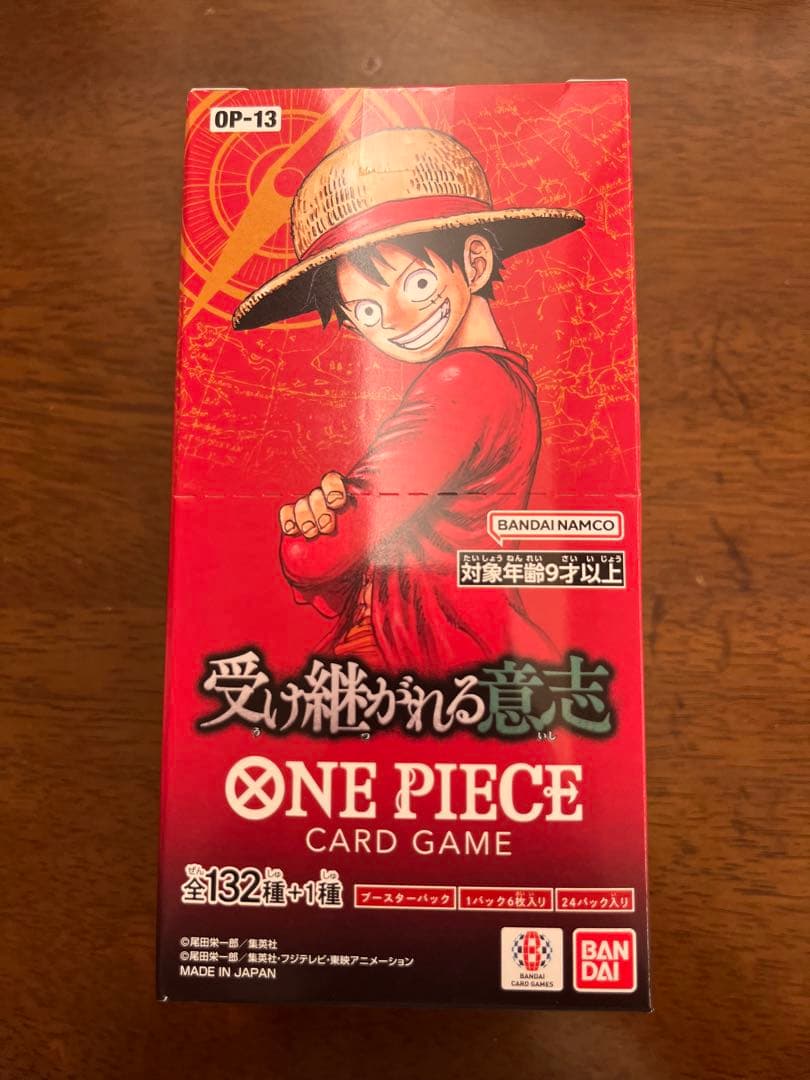 OP-13
BANDAI NAMCO
たいしょうねんれい さい いじょう
対象年齢9才以上
受け継がれる意志
う つ いし
ONE PIECE
CARD GAME
ぜん しゅ しゅ
全132種+1種
ブースターパック
まい い
1パック6枚入り
い
24パック入り
©尾田栄一郎/集英社
©尾田栄一郎/集英社・フジテレビ・東映アニメーション
MADE IN JAPAN
BANDAI
CARD GAMES
BAN
DAI